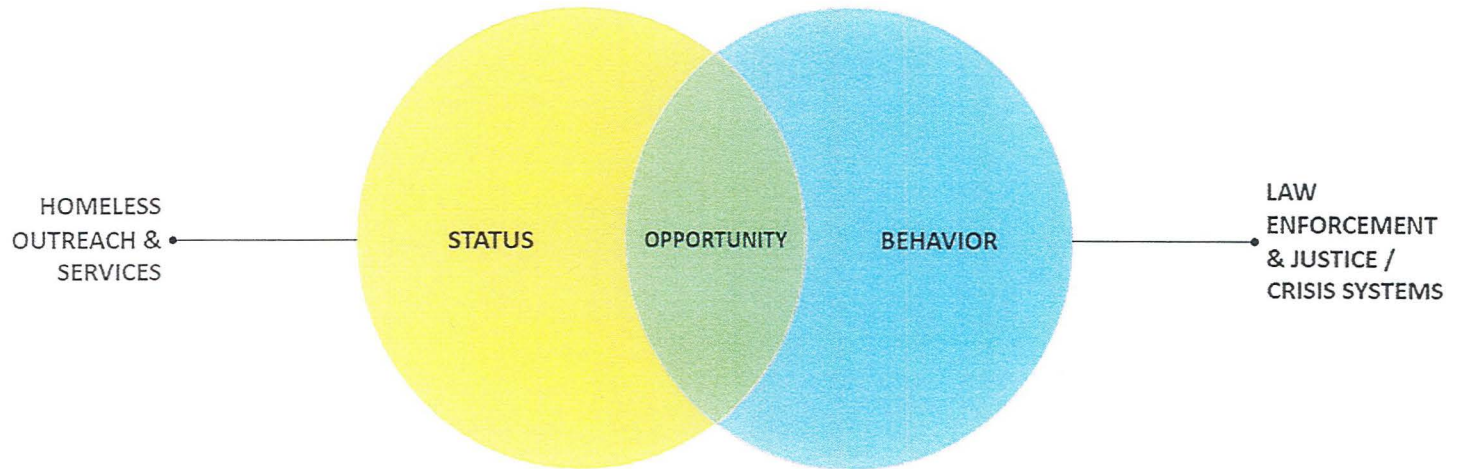 HOMELESS
OUTREACH &
SERVICES
STATUS
OPPORTUNITY
BEHAVIOR
LAW
ENFORCEMENT
& JUSTICE /
CRISIS SYSTEMS